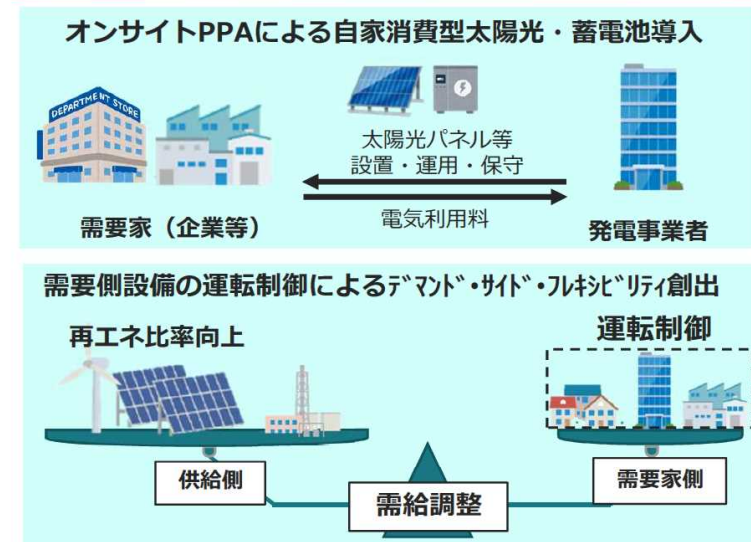 オンサイトPPAによる自家消費型太陽光・蓄電池導入
DEPARTMENT STORE
太陽光パネル等
設置・運用・保守
電気利用料
需要家（企業等）
発電事業者
需要側設備の運転制御によるﾃﾞﾏﾝﾄﾞ・ｻｲﾄﾞ・ﾌﾚｷｼﾋﾞﾘﾃｨ創出
再エネ比率向上
運転制御
供給側
需要家側
需給調整